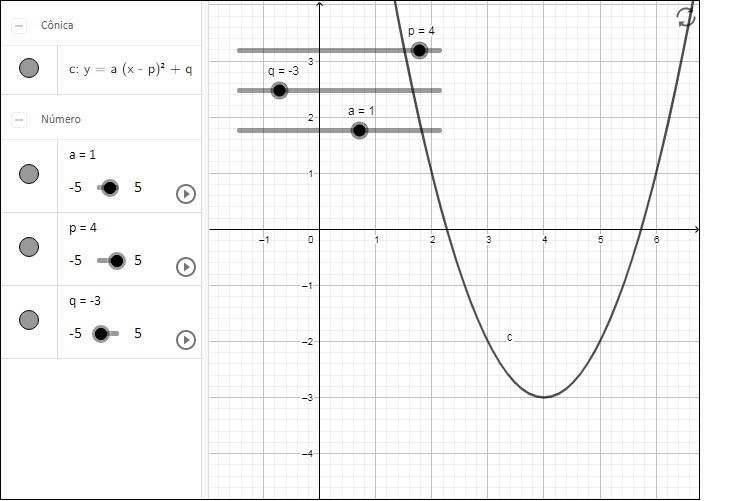 Cônica
c: y = a (x - p)² + q
Número
a = 1
-5 5
p = 4
-5 5
q = -3
-5 5
p = 4
q = -3
a = 1
3
2
1
−1 0 1 2 3 4 5 6
−1
−2
c
−3
−4